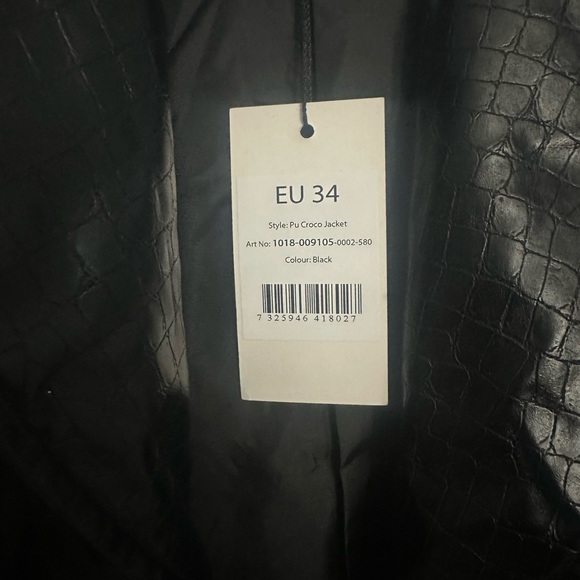 EU 34
Style: Pu Croco Jacket
Art No: 1018-009105-0002-580
Colour: Black
7 325946 418027